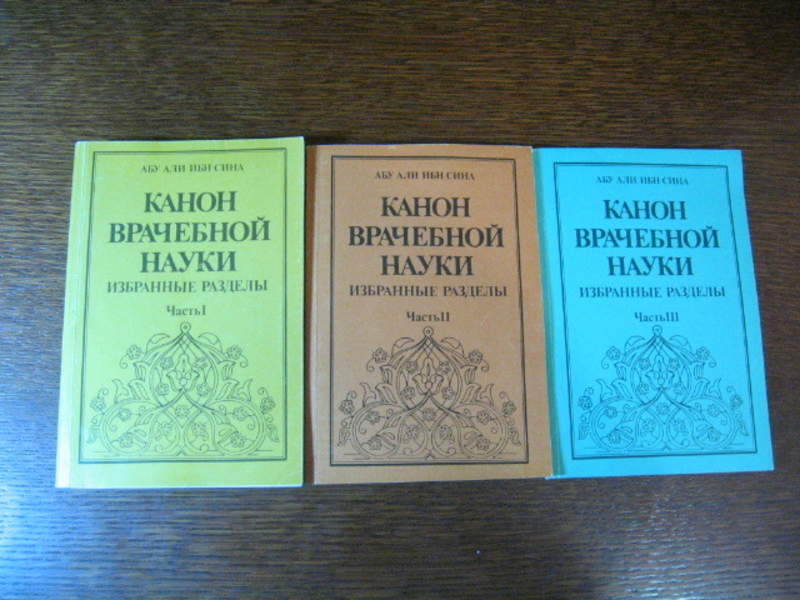 АБУ АЛИ ИБН СИНА
КАНОН
ВРАЧЕБНОЙ
НАУКИ
ИЗБРАННЫЕ РАЗДЕЛЫ
Часть I
АБУ АЛИ ИБН СИНА
КАНОН
ВРАЧЕБНОЙ
НАУКИ
ИЗБРАННЫЕ РАЗДЕЛЫ
Часть II
АБУ АЛИ ИБН СИНА
КАНОН
ВРАЧЕБНОЙ
НАУКИ
ИЗБРАННЫЕ РАЗДЕЛЫ
Часть III